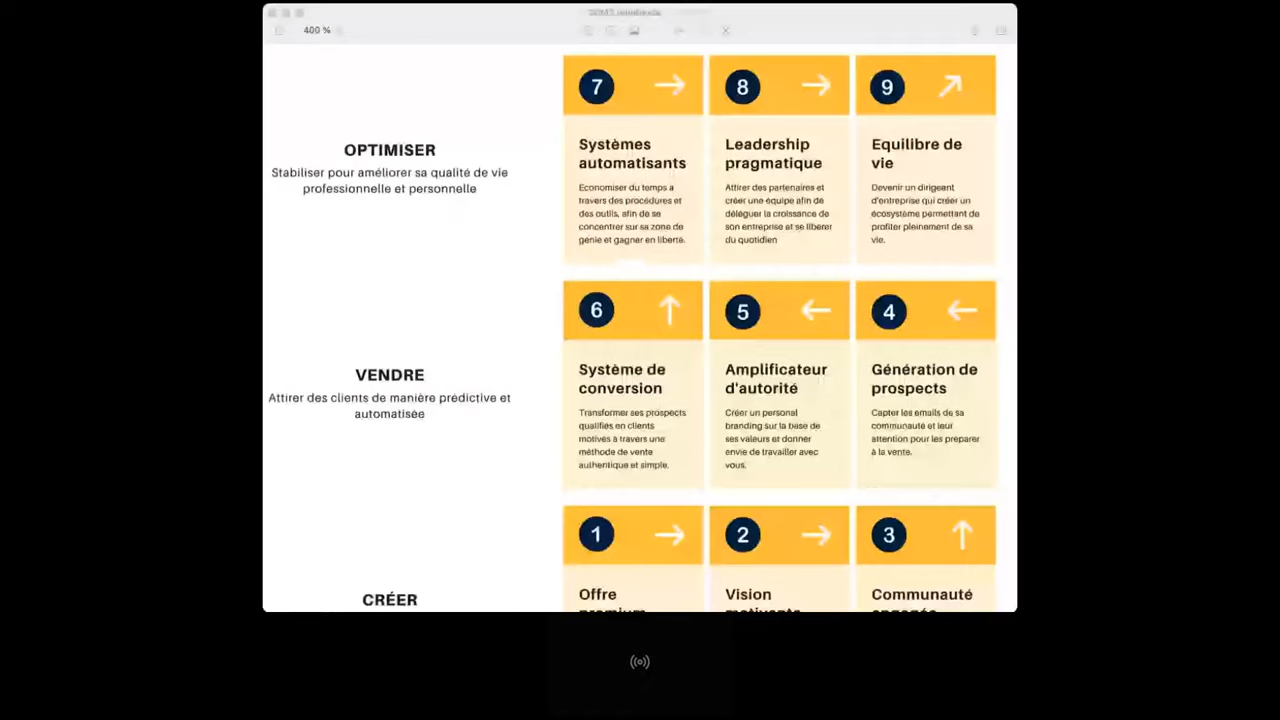 400 %
7
8
9
OPTIMISER
Stabiliser pour améliorer sa qualité de vie
professionnelle et personnelle
Systèmes
automatisants
Economiser du temps a
travers des procédures et
des outils, afin de se
concentrer sur sa zone de
génie et gagner en liberté.
Leadership
pragmatique
Attirer des partenaires et
créer une équipe afin de
déléguer la croissance de
son entreprise et se libérer
du quotidien
Equilibre de
vie
Devenir un dirigeant
d'entreprise qui créer un
écosystème permettant de
profiter pleinement de sa
vie.
6
5
4
VENDRE
Attirer des clients de manière prédictive et
automatisée
Système de
conversion
Transformer ses prospects
qualifiés en clients
motivés à travers une
méthode de vente
authentique et simple.
Amplificateur
d'autorité
Créer un personal
branding sur la base de
ses valeurs et donner
envie de travailler avec
vous.
Génération de
prospects
Capter les emails de sa
communauté et leur
attention pour les préparer
à la vente.
1
2
3
CRÉER
Offre
premium
Vision
motivante
Communauté
engagée